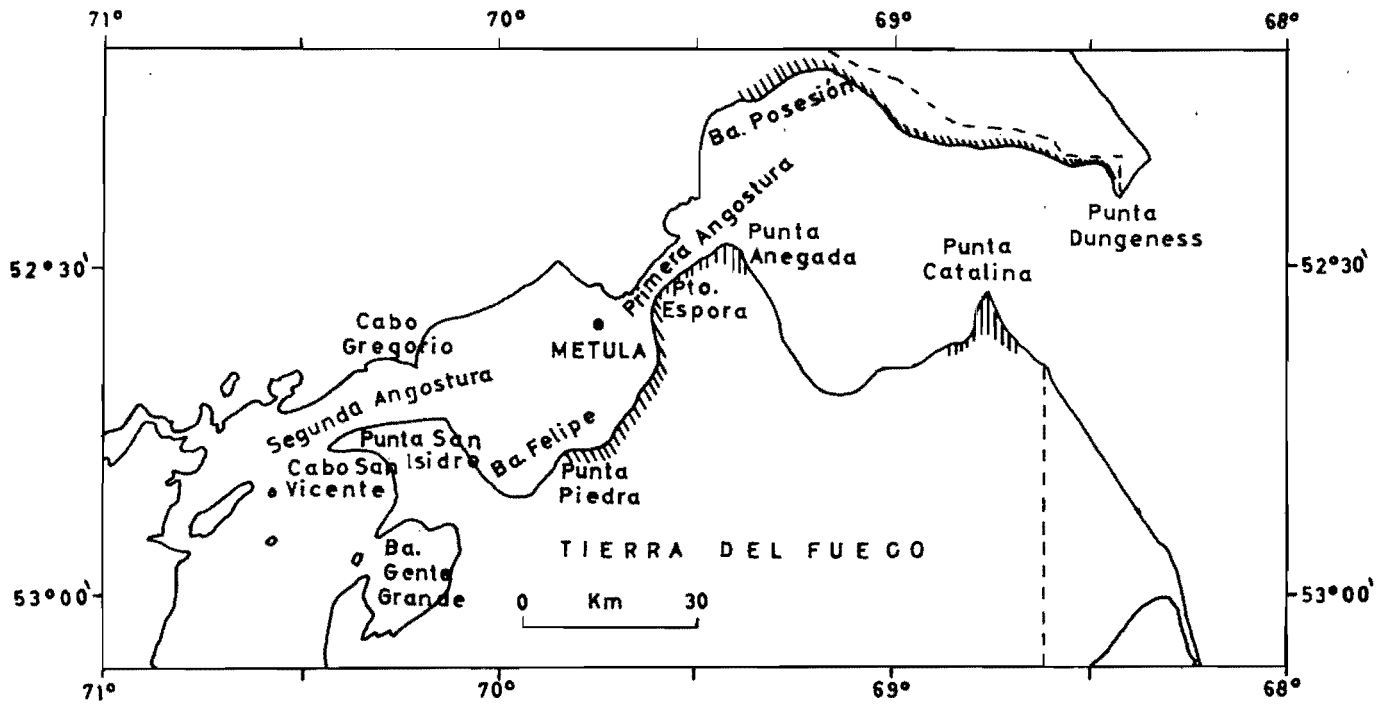 71°
70°
69°
68°
Ba. Posesión
Primera Angostura
Punta
Dungeness
Punta
Anegada
Punta
Catalina
52°30'
52°30'
Pto.
Espora
Cabo
Gregorio
METULA
Segunda Angostura
Punta San
Isidro
Ba. Felipe
Cabo San
Vicente
Punta
Piedra
TIERRA DEL FUEGO
Ba.
Gente
Grande
0 Km 30
53°00'
53°00'
71°
70°
69°
68°